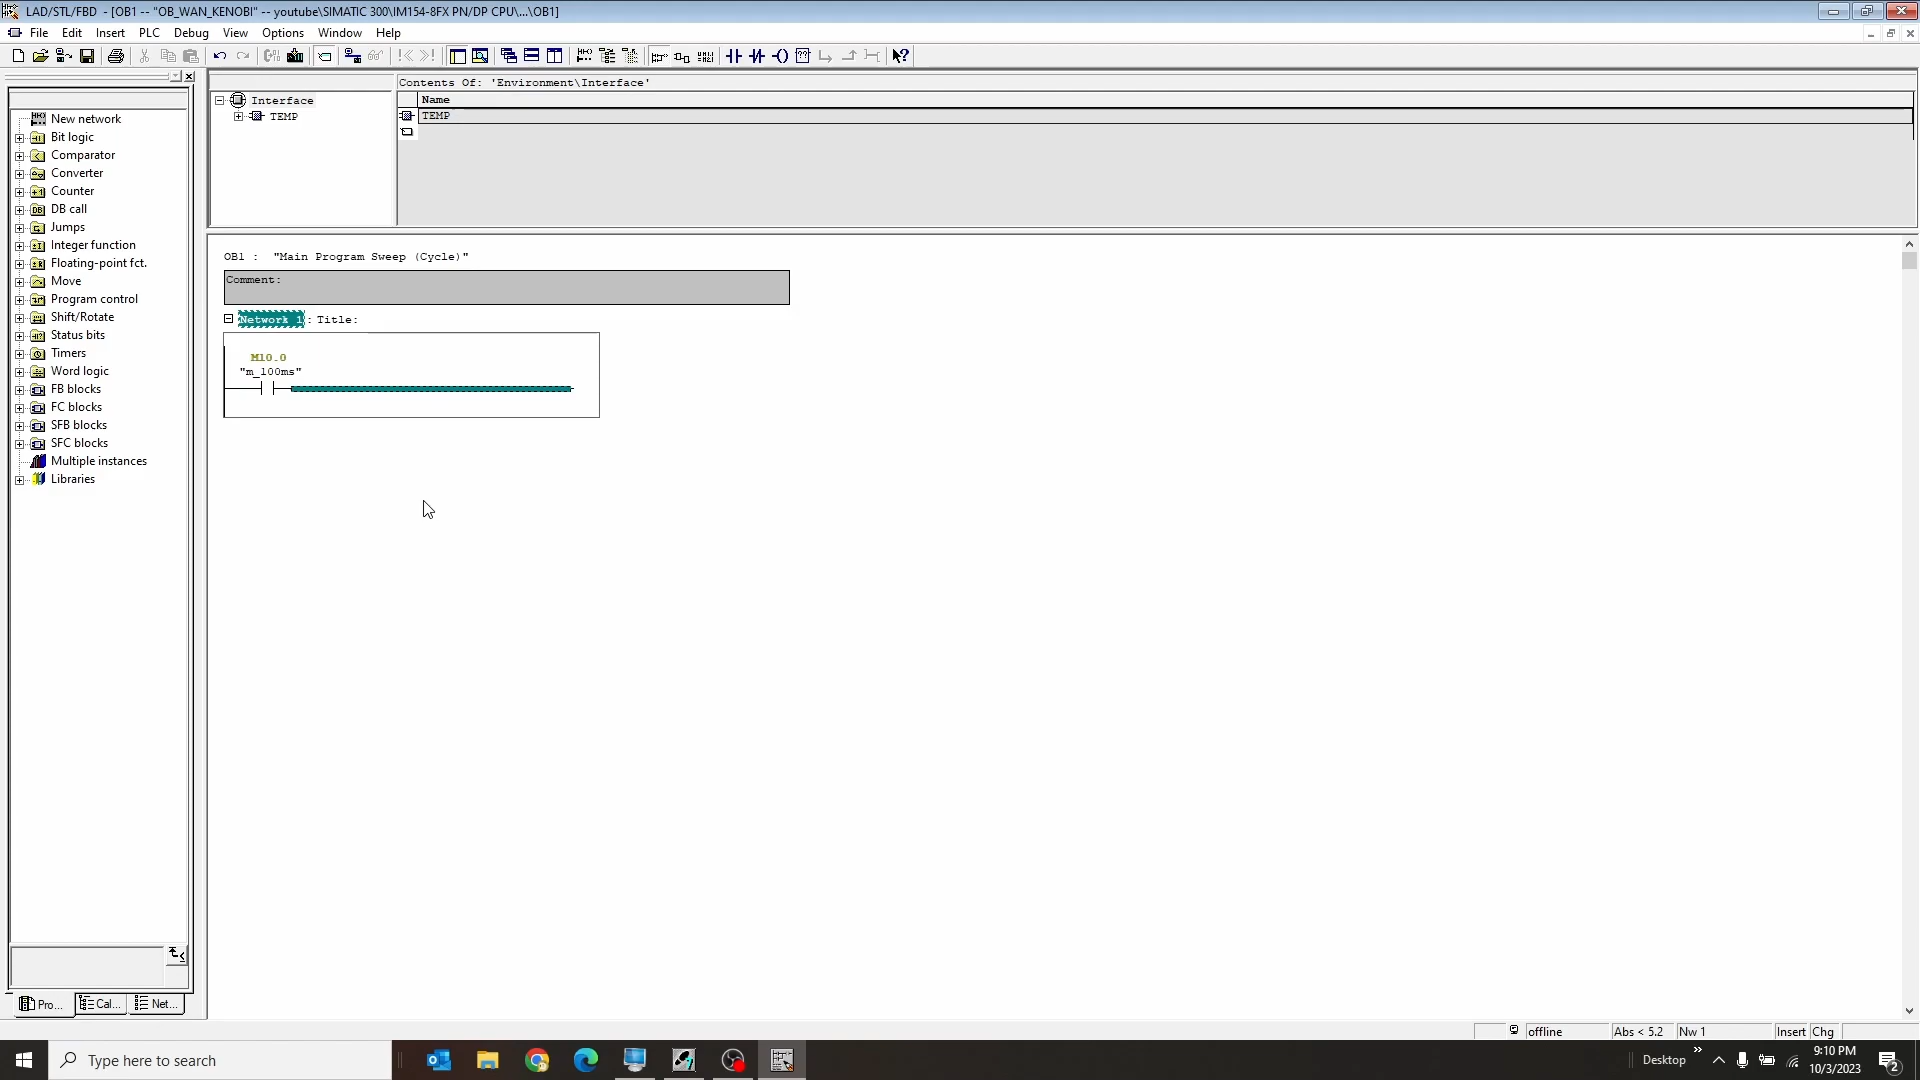 LAD/STL/FBD - [OB1 -- "OB_WAN_KENOBI" -- youtube\SIMATIC 300\IM154-8FX PN/DP CPU\...\OB1]
File Edit Insert PLC Debug View Options Window Help
New network
Bit logic
Comparator
Converter
Counter
DB call
Jumps
Integer function
Floating-point fct.
Move
Program control
Shift/Rotate
Status bits
Timers
Word logic
FB blocks
FC blocks
SFB blocks
SFC blocks
Multiple instances
Libraries
Pro... Cal... Net...
Interface
TEMP
Contents Of: 'Environment\Interface'
Name
TEMP
OB1 : "Main Program Sweep (Cycle)"
Comment:
Network 1: Title:
M10.0
"m_100ms"
offline Abs < 5.2 Nw 1 Insert Chg
Type here to search
Desktop
9:10 PM
10/3/2023
2